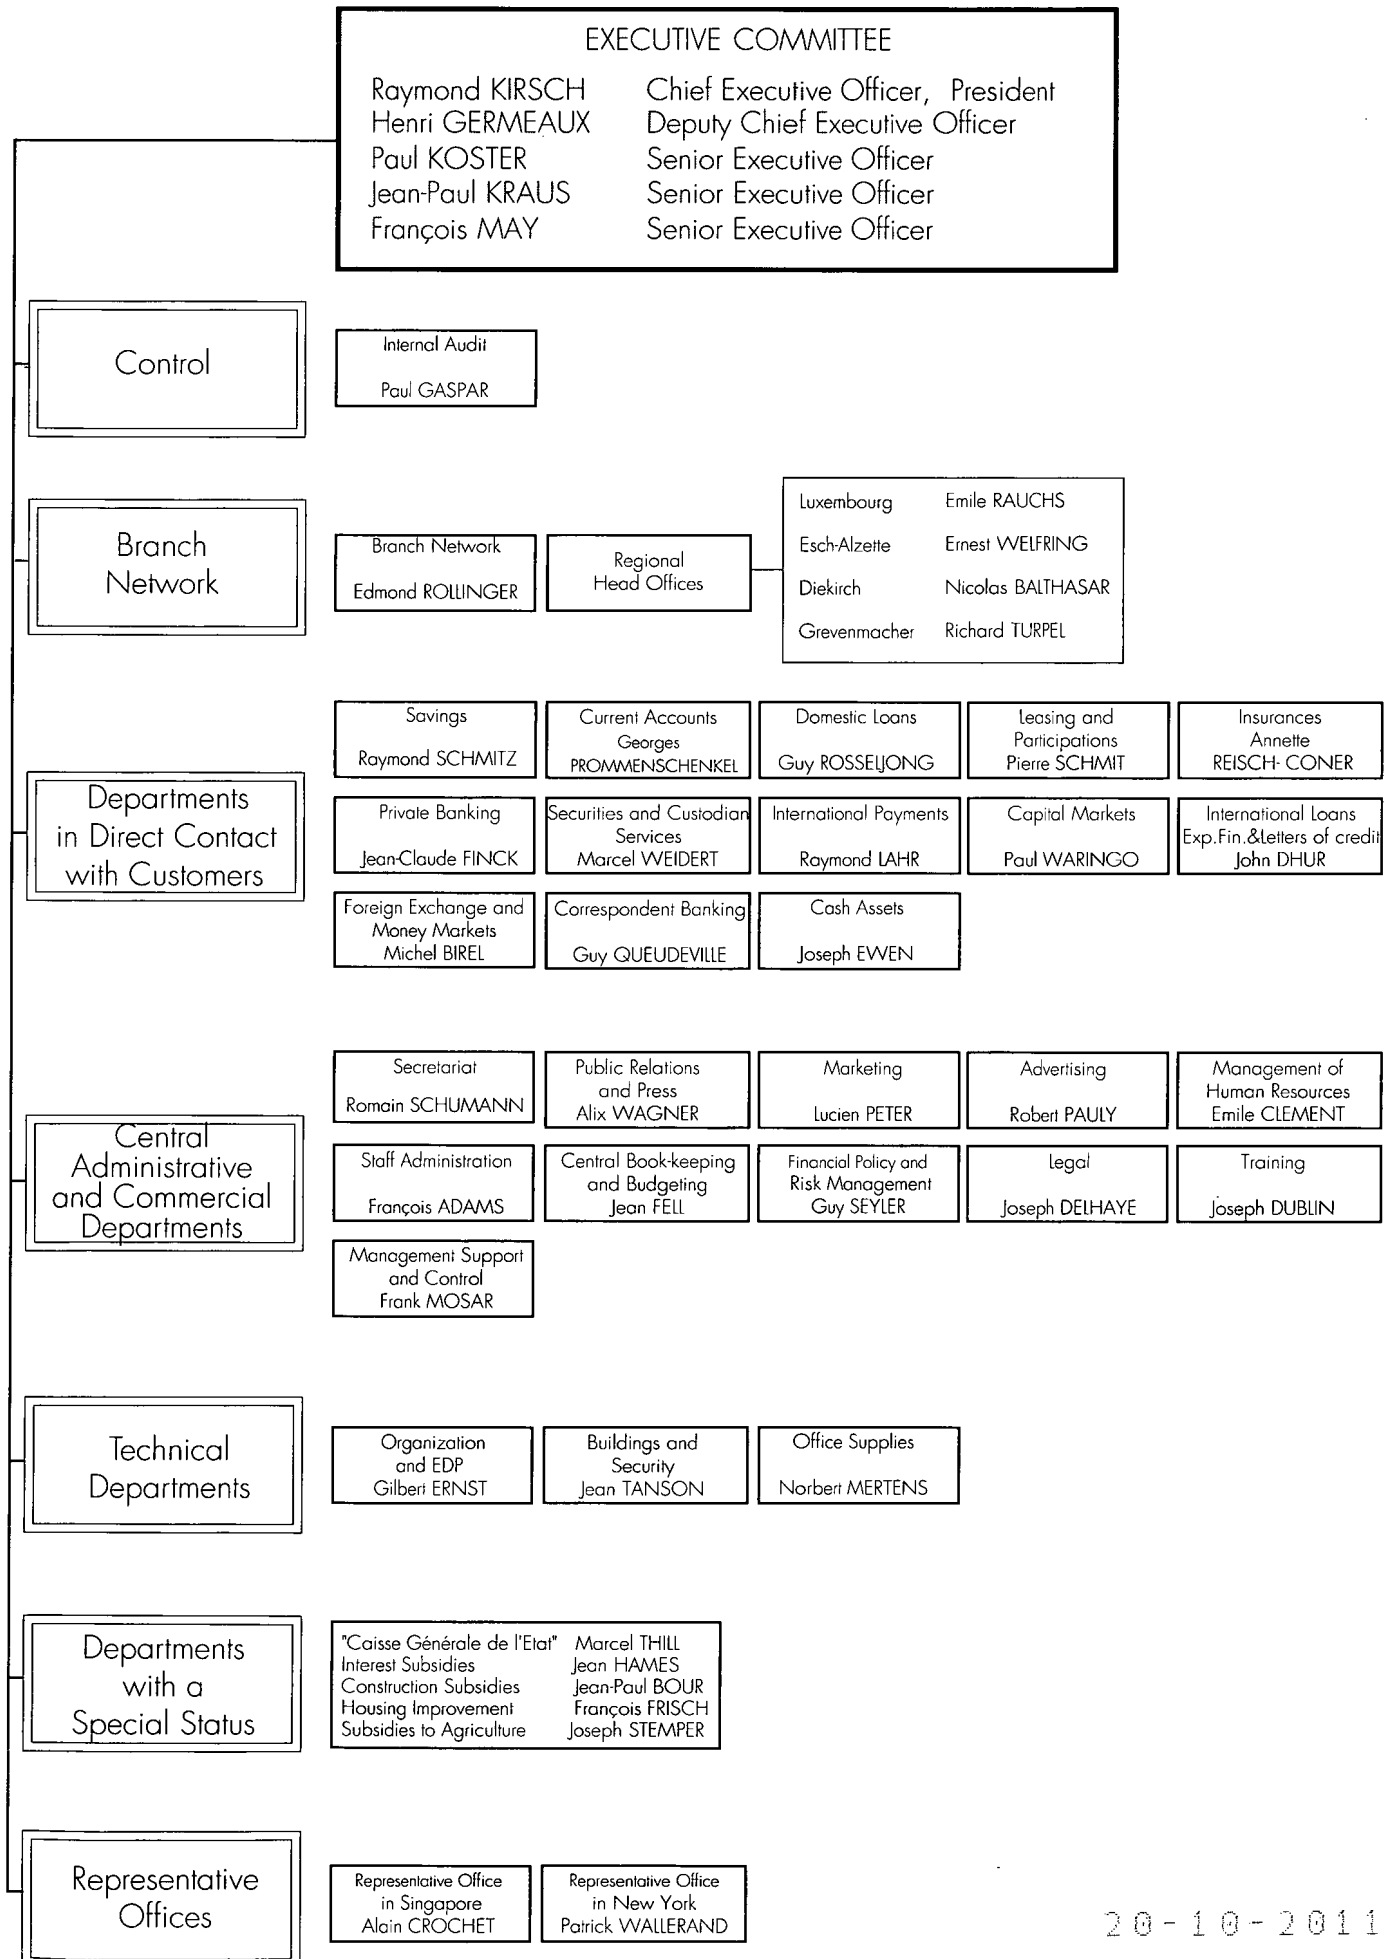 EXECUTIVE COMMITTEE
Raymond KIRSCH Chief Executive Officer, President
Henri GERMEAUX Deputy Chief Executive Officer
Paul KOSTER Senior Executive Officer
Jean-Paul KRAUS Senior Executive Officer
François MAY Senior Executive Officer
Control
Internal Audit
Paul GASPAR
Branch
Network
Branch Network
Edmond ROLLINGER
Regional
Head Offices
Luxembourg Emile RAUCHS
Esch-Alzette Ernest WELFRING
Diekirch Nicolas BALTHASAR
Grevenmacher Richard TURPEL
Departments
in Direct Contact
with Customers
Savings
Raymond SCHMITZ
Current Accounts
Georges
PROMMENSCHENKEL
Domestic Loans
Guy ROSSELJONG
Leasing and
Participations
Pierre SCHMIT
Insurances
Annette
REISCH- CONER
Private Banking
Jean-Claude FINCK
Securities and Custodian
Services
Marcel WEIDERT
International Payments
Raymond LAHR
Capital Markets
Paul WARINGO
International Loans
Exp.Fin.&Letters of credit
John DHUR
Foreign Exchange and
Money Markets
Michel BIREL
Correspondent Banking
Guy QUEUDEVILLE
Cash Assets
Joseph EWEN
Central
Administrative
and Commercial
Departments
Secretariat
Romain SCHUMANN
Public Relations
and Press
Alix WAGNER
Marketing
Lucien PETER
Advertising
Robert PAULY
Management of
Human Resources
Emile CLEMENT
Staff Administration
François ADAMS
Central Book-keeping
and Budgeting
Jean FELL
Financial Policy and
Risk Management
Guy SEYLER
Legal
Joseph DELHAYE
Training
Joseph DUBLIN
Management Support
and Control
Frank MOSAR
Technical
Departments
Organization
and EDP
Gilbert ERNST
Buildings and
Security
Jean TANSON
Office Supplies
Norbert MERTENS
Departments
with a
Special Status
"Caisse Générale de l'Etat" Marcel THILL
Interest Subsidies Jean HAMES
Construction Subsidies Jean-Paul BOUR
Housing Improvement François FRISCH
Subsidies to Agriculture Joseph STEMPER
Representative
Offices
Representative Office
in Singapore
Alain CROCHET
Representative Office
in New York
Patrick WALLERAND
20-10-2011